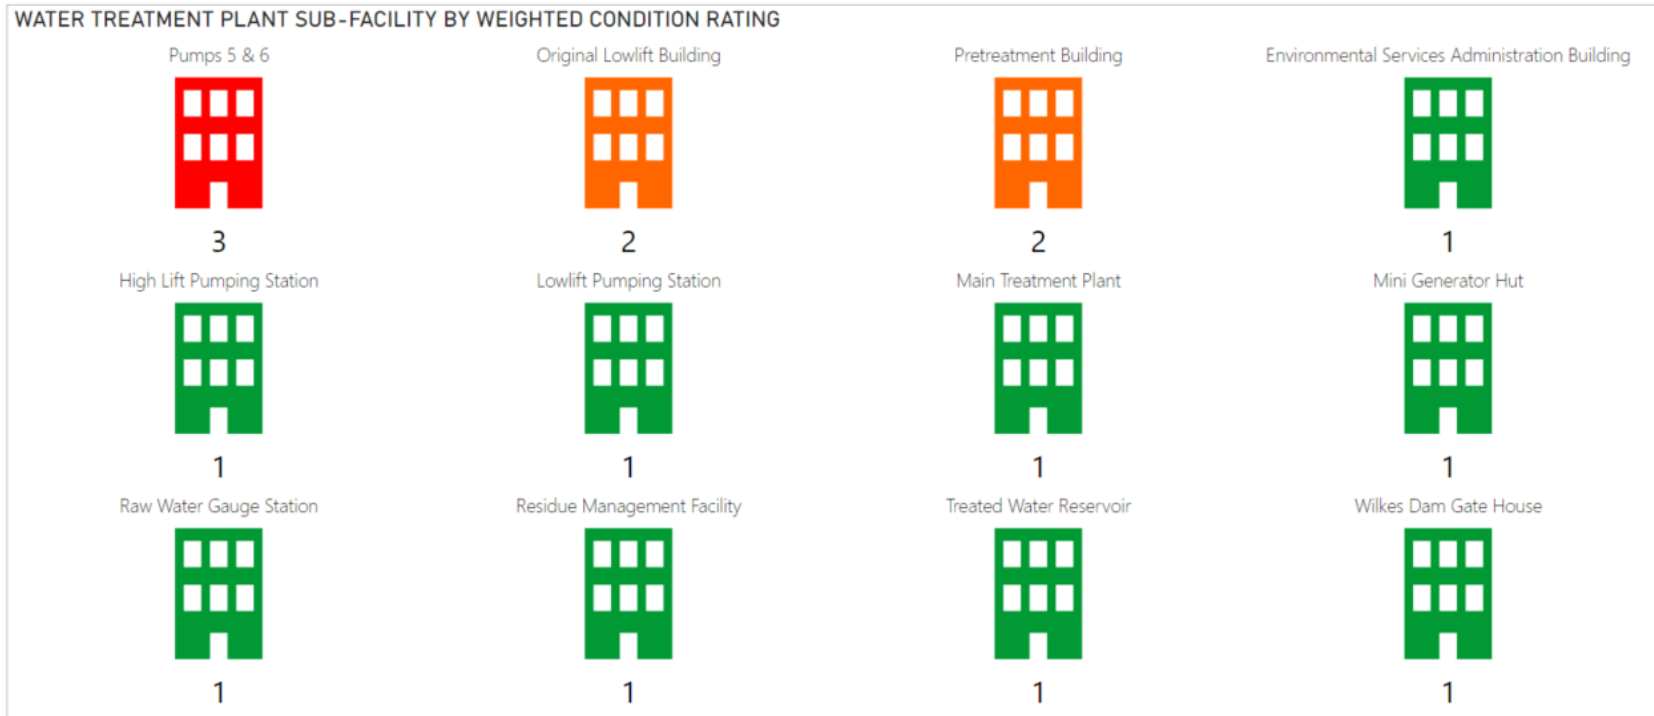 WATER TREATMENT PLANT SUB-FACILITY BY WEIGHTED CONDITION RATING
Pumps 5 & 6
3
Original Lowlift Building
2
Pretreatment Building
2
Environmental Services Administration Building
1
High Lift Pumping Station
1
Lowlift Pumping Station
1
Main Treatment Plant
1
Mini Generator Hut
1
Raw Water Gauge Station
1
Residue Management Facility
1
Treated Water Reservoir
1
Wilkes Dam Gate House
1